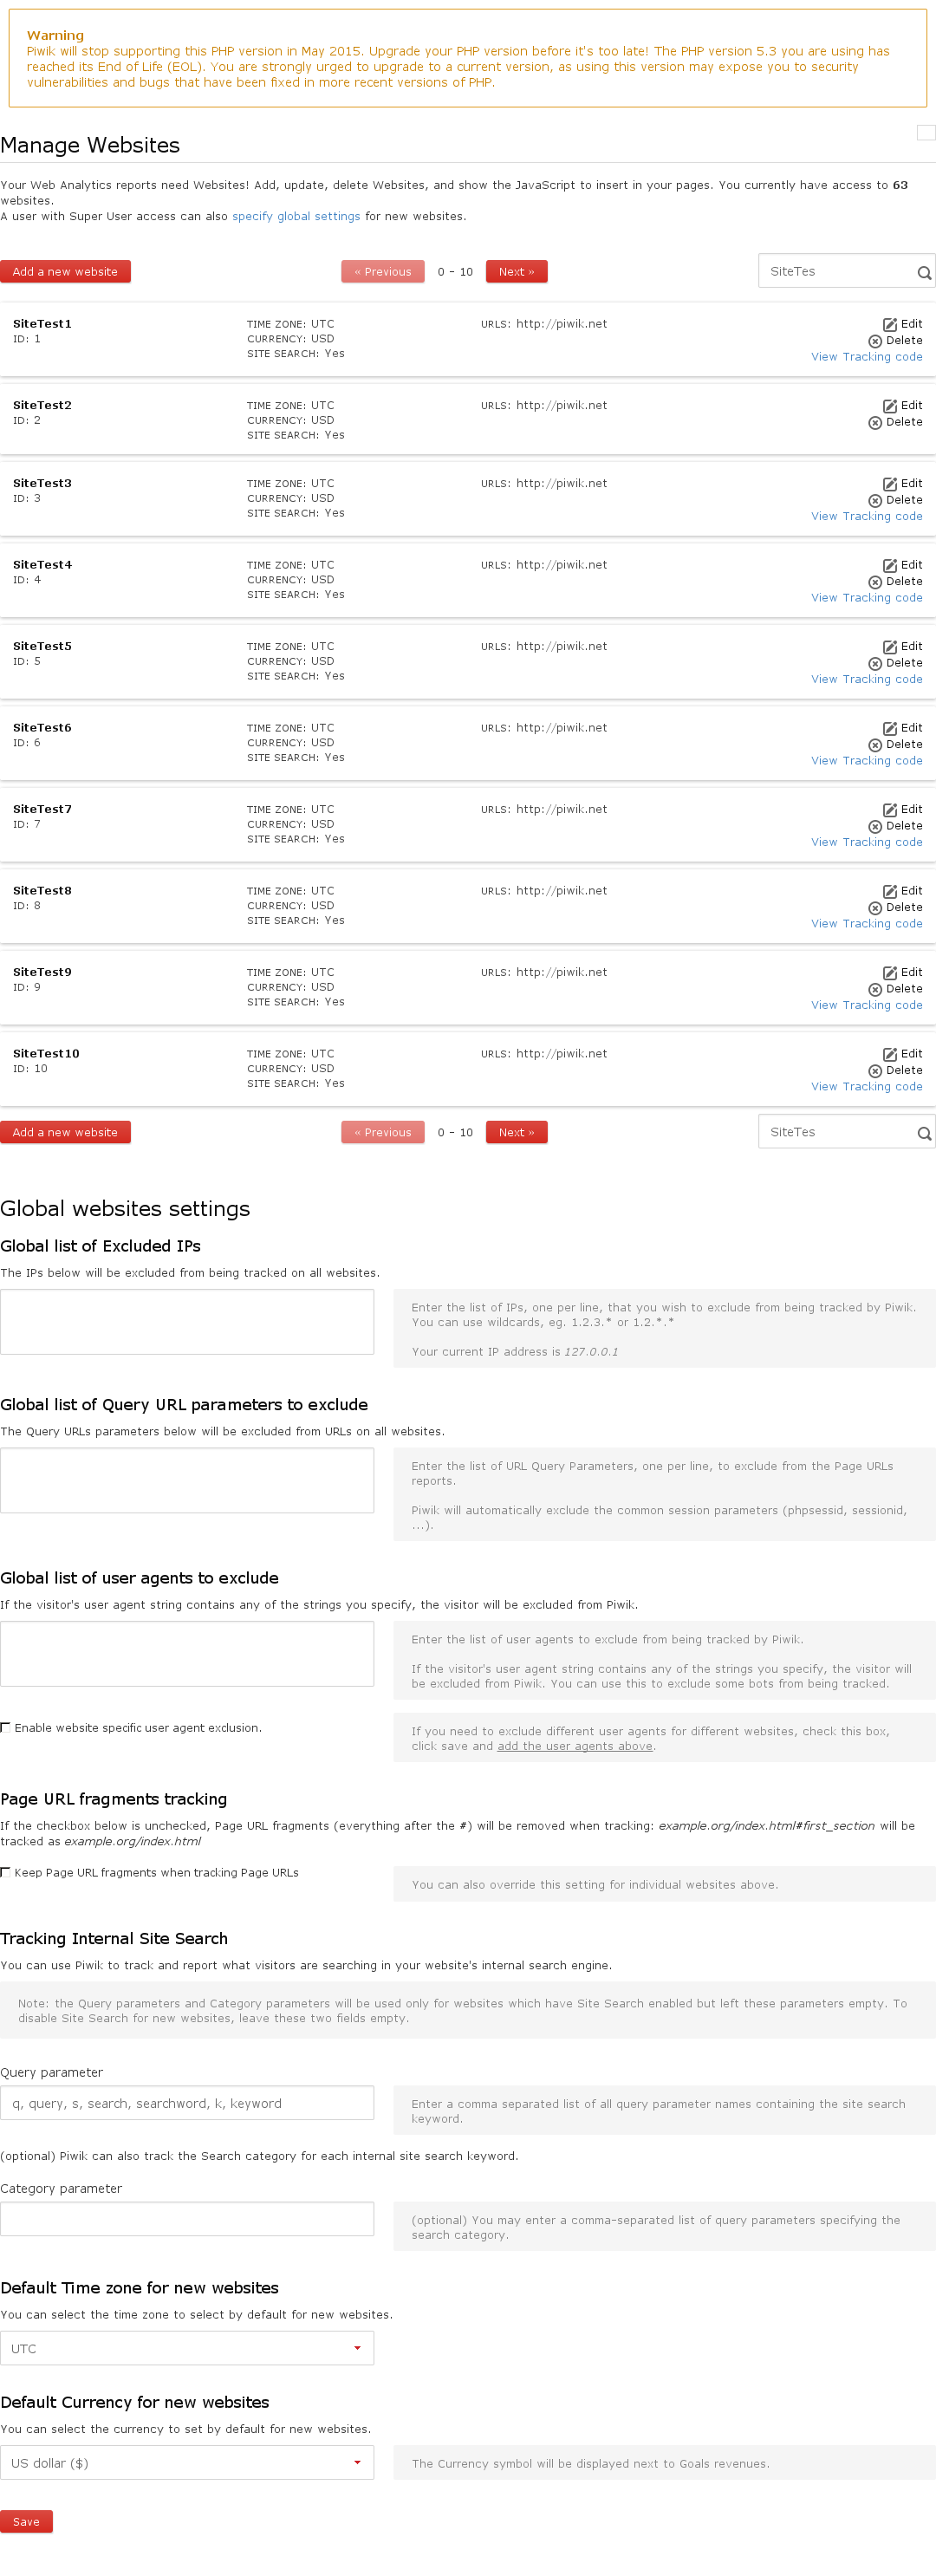 Warning
Piwik will stop supporting this PHP version in May 2015. Upgrade your PHP version before it's too late! The PHP version 5.3 you are using has
reached its End of Life (EOL). You are strongly urged to upgrade to a current version, as using this version may expose you to security
vulnerabilities and bugs that have been fixed in more recent versions of PHP.
Manage Websites
Your Web Analytics reports need Websites! Add, update, delete Websites, and show the JavaScript to insert in your pages. You currently have access to 63
websites.
A user with Super User access can also specify global settings for new websites.
Add a new website « Previous 0 – 10 Next » SiteTes
SiteTest1 TIME ZONE: UTC URLS: http://piwik.net Edit
ID: 1 CURRENCY: USD Delete
SITE SEARCH: Yes View Tracking code
SiteTest2 TIME ZONE: UTC URLS: http://piwik.net Edit
ID: 2 CURRENCY: USD Delete
SITE SEARCH: Yes
SiteTest3 TIME ZONE: UTC URLS: http://piwik.net Edit
ID: 3 CURRENCY: USD Delete
SITE SEARCH: Yes View Tracking code
SiteTest4 TIME ZONE: UTC URLS: http://piwik.net Edit
ID: 4 CURRENCY: USD Delete
SITE SEARCH: Yes View Tracking code
SiteTest5 TIME ZONE: UTC URLS: http://piwik.net Edit
ID: 5 CURRENCY: USD Delete
SITE SEARCH: Yes View Tracking code
SiteTest6 TIME ZONE: UTC URLS: http://piwik.net Edit
ID: 6 CURRENCY: USD Delete
SITE SEARCH: Yes View Tracking code
SiteTest7 TIME ZONE: UTC URLS: http://piwik.net Edit
ID: 7 CURRENCY: USD Delete
SITE SEARCH: Yes View Tracking code
SiteTest8 TIME ZONE: UTC URLS: http://piwik.net Edit
ID: 8 CURRENCY: USD Delete
SITE SEARCH: Yes View Tracking code
SiteTest9 TIME ZONE: UTC URLS: http://piwik.net Edit
ID: 9 CURRENCY: USD Delete
SITE SEARCH: Yes View Tracking code
SiteTest10 TIME ZONE: UTC URLS: http://piwik.net Edit
ID: 10 CURRENCY: USD Delete
SITE SEARCH: Yes View Tracking code
Add a new website « Previous 0 – 10 Next » SiteTes
Global websites settings
Global list of Excluded IPs
The IPs below will be excluded from being tracked on all websites.
Enter the list of IPs, one per line, that you wish to exclude from being tracked by Piwik.
You can use wildcards, eg. 1.2.3.* or 1.2.*.*
Your current IP address is 127.0.0.1
Global list of Query URL parameters to exclude
The Query URLs parameters below will be excluded from URLs on all websites.
Enter the list of URL Query Parameters, one per line, to exclude from the Page URLs
reports.
Piwik will automatically exclude the common session parameters (phpsessid, sessionid,
...).
Global list of user agents to exclude
If the visitor's user agent string contains any of the strings you specify, the visitor will be excluded from Piwik.
Enter the list of user agents to exclude from being tracked by Piwik.
If the visitor's user agent string contains any of the strings you specify, the visitor will
be excluded from Piwik. You can use this to exclude some bots from being tracked.
Enable website specific user agent exclusion.
If you need to exclude different user agents for different websites, check this box,
click save and add the user agents above.
Page URL fragments tracking
If the checkbox below is unchecked, Page URL fragments (everything after the #) will be removed when tracking: example.org/index.html#first_section will be
tracked as example.org/index.html
Keep Page URL fragments when tracking Page URLs
You can also override this setting for individual websites above.
Tracking Internal Site Search
You can use Piwik to track and report what visitors are searching in your website's internal search engine.
Note: the Query parameters and Category parameters will be used only for websites which have Site Search enabled but left these parameters empty. To
disable Site Search for new websites, leave these two fields empty.
Query parameter
q, query, s, search, searchword, k, keyword
Enter a comma separated list of all query parameter names containing the site search
keyword.
(optional) Piwik can also track the Search category for each internal site search keyword.
Category parameter
(optional) You may enter a comma-separated list of query parameters specifying the
search category.
Default Time zone for new websites
You can select the time zone to select by default for new websites.
UTC
Default Currency for new websites
You can select the currency to set by default for new websites.
US dollar ($)
The Currency symbol will be displayed next to Goals revenues.
Save